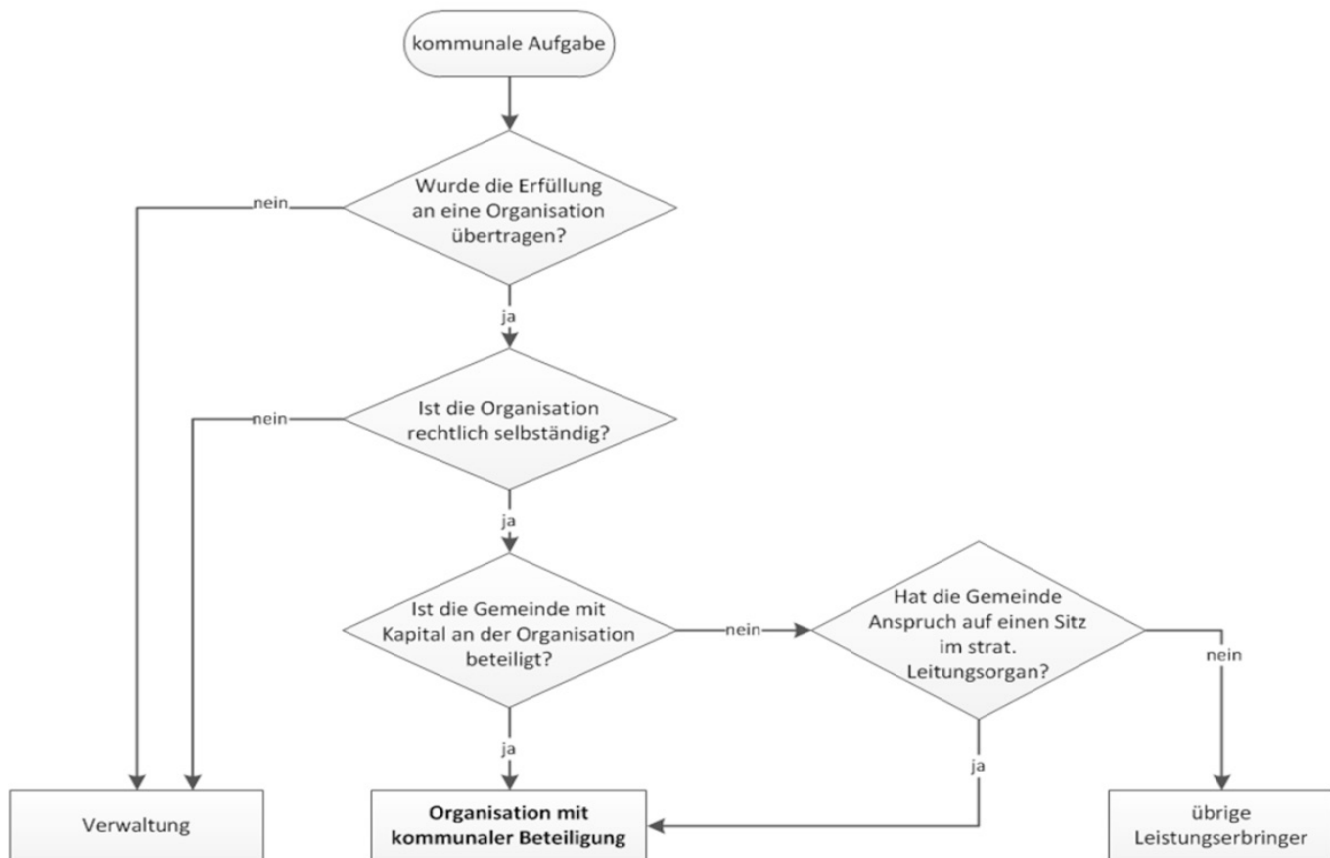 kommunale Aufgabe
Wurde die Erfüllung
an eine Organisation
übertragen?
nein
ja
Ist die Organisation
rechtlich selbständig?
nein
ja
Ist die Gemeinde mit
Kapital an der Organisation
beteiligt?
nein
Hat die Gemeinde
Anspruch auf einen Sitz
im strat.
Leitungsorgan?
nein
ja
ja
Verwaltung
Organisation mit
kommunaler Beteiligung
übrige
Leistungserbringer